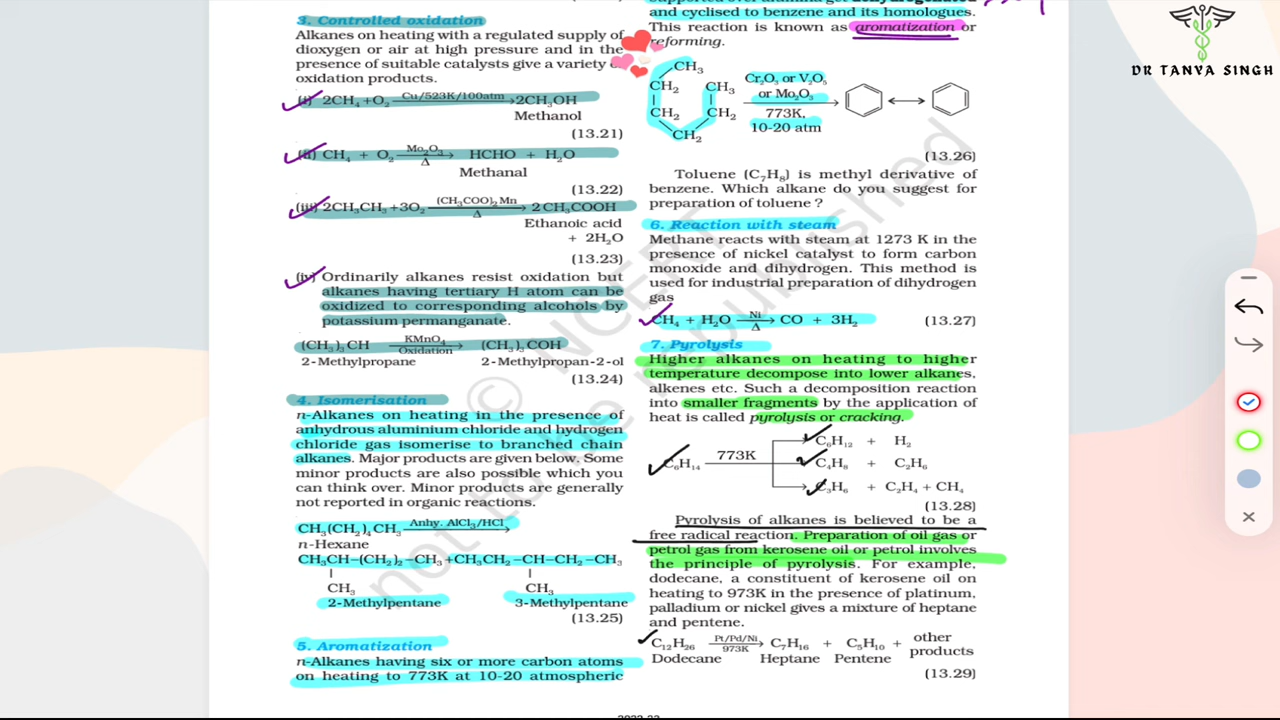 3. Controlled oxidation
Alkanes on heating with a regulated supply of
dioxygen or air at high pressure and in the
presence of suitable catalysts give a variety
oxidation products.
(i) 2CH₄+O₂ Cu/523K/100atm→ 2CH₃OH
Methanol
(13.21)
(ii) CH₄ + O₂ Mo₂O₃ Δ→ HCHO + H₂O
Methanal
(13.22)
(iii) 2CH₃CH₃+3O₂ (CH₃COO)₂Mn Δ→ 2 CH₃COOH
Ethanoic acid
+ 2H₂O
(13.23)
(iv) Ordinarily alkanes resist oxidation but
alkanes having tertiary H atom can be
oxidized to corresponding alcohols by
potassium permanganate.
(CH₃)₃CH KMnO₄ Oxidation→ (CH₃)₃COH
2-Methylpropane 2-Methylpropan-2-ol
(13.24)
4. Isomerisation
n-Alkanes on heating in the presence of
anhydrous aluminium chloride and hydrogen
chloride gas isomerise to branched chain
alkanes. Major products are given below. Some
minor products are also possible which you
can think over. Minor products are generally
not reported in organic reactions.
CH₃(CH₂)₄CH₃ Anhy. AlCl₃/HCl→
n-Hexane
CH₃CH–(CH₂)₂–CH₃+CH₃CH₂–CH–CH₂–CH₃
CH₃ CH₃
2-Methylpentane 3-Methylpentane
(13.25)
5. Aromatization
n-Alkanes having six or more carbon atoms
on heating to 773K at 10-20 atmospheric
and cyclised to benzene and its homologues.
This reaction is known as aromatization or
reforming.
CH₃
CH₂ CH₃
CH₂ CH₂
CH₂
Cr₂O₃ or V₂O₅
or Mo₂O₃
773K,
10-20 atm
(13.26)
Toluene (C₇H₈) is methyl derivative of
benzene. Which alkane do you suggest for
preparation of toluene ?
6. Reaction with steam
Methane reacts with steam at 1273 K in the
presence of nickel catalyst to form carbon
monoxide and dihydrogen. This method is
used for industrial preparation of dihydrogen
gas
CH₄ + H₂O Ni Δ→ CO + 3H₂ (13.27)
7. Pyrolysis
Higher alkanes on heating to higher
temperature decompose into lower alkanes,
alkenes etc. Such a decomposition reaction
into smaller fragments by the application of
heat is called pyrolysis or cracking.
C₆H₁₄ 773K→ C₆H₁₂ + H₂
C₄H₈ + C₂H₆
C₃H₆ + C₂H₄ + CH₄
(13.28)
Pyrolysis of alkanes is believed to be a
free radical reaction. Preparation of oil gas or
petrol gas from kerosene oil or petrol involves
the principle of pyrolysis. For example,
dodecane, a constituent of kerosene oil on
heating to 973K in the presence of platinum,
palladium or nickel gives a mixture of heptane
and pentene.
C₁₂H₂₆ Pt/Pd/Ni 973K→ C₇H₁₆ + C₅H₁₀ + other products
Dodecane Heptane Pentene
(13.29)
DR TANYA SINGH
© NCERT
not to be republished